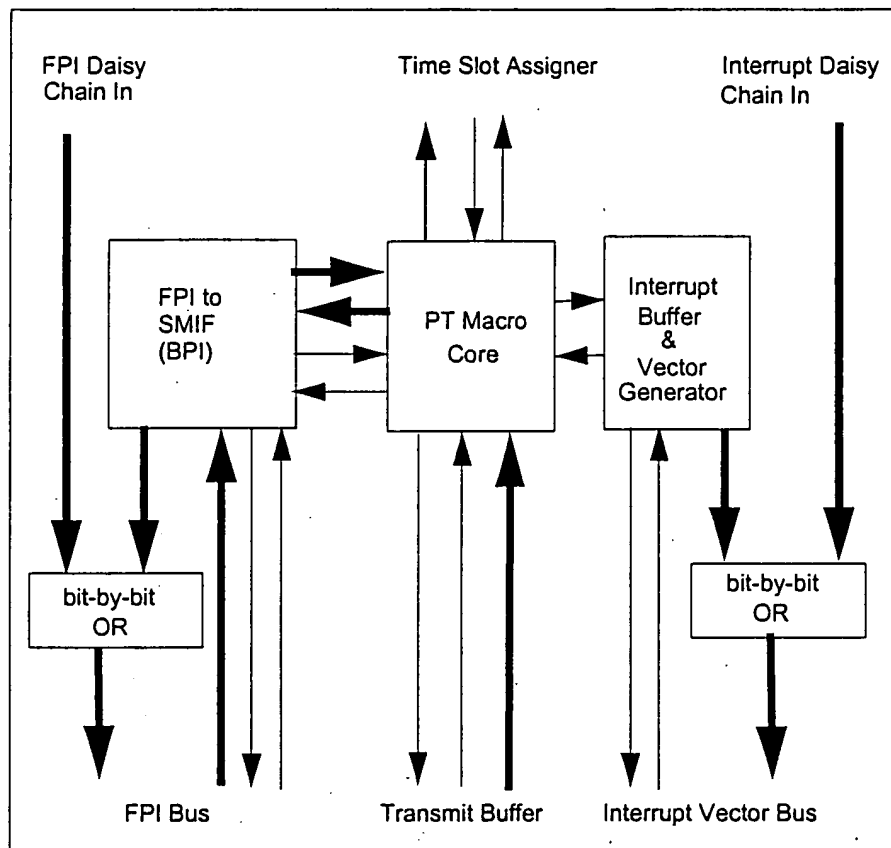 FPI Daisy
Chain In
Time Slot Assigner
Interrupt Daisy
Chain In
FPI to
SMIF
(BPI)
PT Macro
Core
Interrupt
Buffer
&
Vector
Generator
bit-by-bit
OR
bit-by-bit
OR
FPI Bus
Transmit Buffer
Interrupt Vector Bus